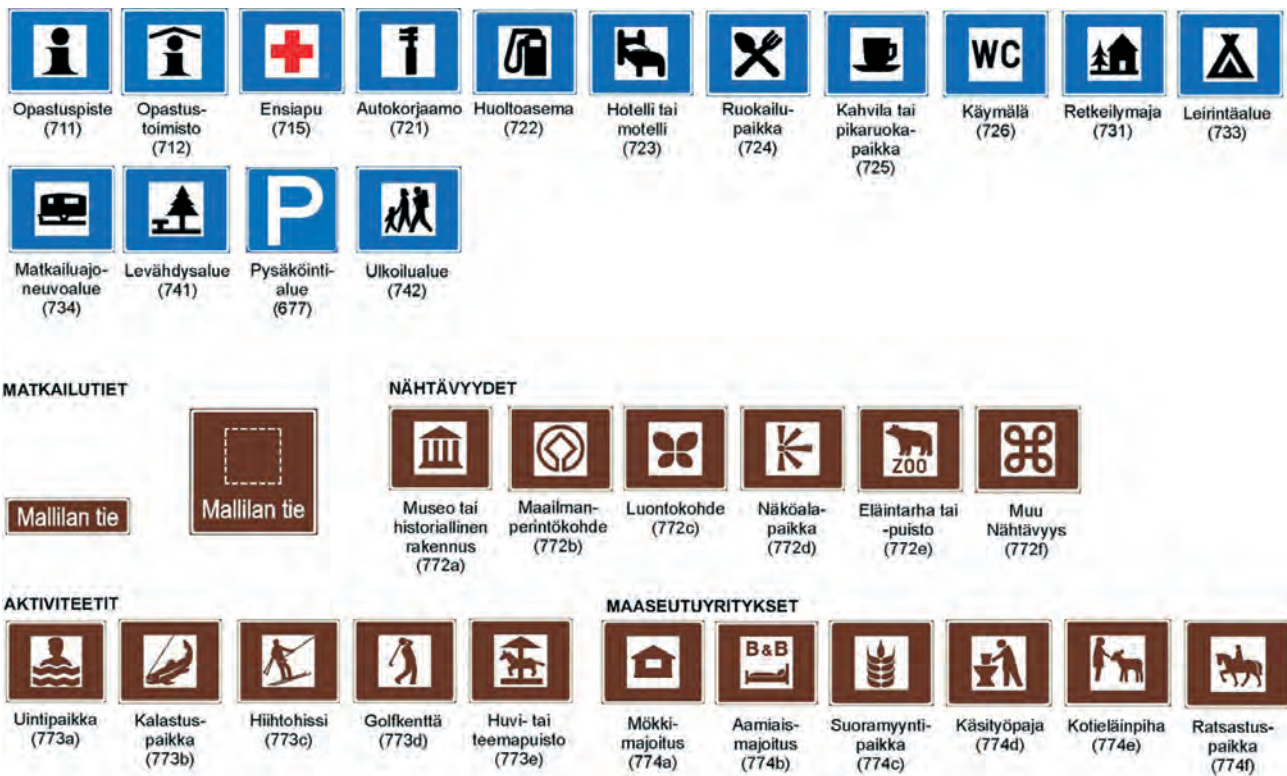 WC
Opastuspiste
(711)
Opastus-
toimisto
(712)
Ensiapu
(715)
Autokorjaamo
(721)
Huoltoasema
(722)
Hotelli tai
motelli
(723)
Ruokailu-
paikka
(724)
Kahvila tai
pikaruoka-
paikka
(725)
Käymälä
(726)
Retkeilymaja
(731)
Leirintäalue
(733)
P
Matkailuajo-
neuvoalue
(734)
Levähdysalue
(741)
Pysäköinti-
alue
(677)
Ulkoilualue
(742)
MATKAILUTIET
Mallilan tie
Mallilan tie
NÄHTÄVYYDET
ZOO
Museo tai
historiallinen
rakennus
(772a)
Maailman-
perintökohde
(772b)
Luontokohde
(772c)
Näköala-
paikka
(772d)
Eläintarha tai
-puisto
(772e)
Muu
Nähtävyys
(772f)
AKTIVITEETIT
Uintipaikka
(773a)
Kalastus-
paikka
(773b)
Hiihtohissi
(773c)
Golfkenttä
(773d)
Huvi- tai
teemapuisto
(773e)
MAASEUTUYRITYKSET
B&B
Mökki-
majoitus
(774a)
Aamiais-
majoitus
(774b)
Suoramyynti-
paikka
(774c)
Käsityöpaja
(774d)
Kotieläinpiha
(774e)
Ratsastus-
paikka
(774f)